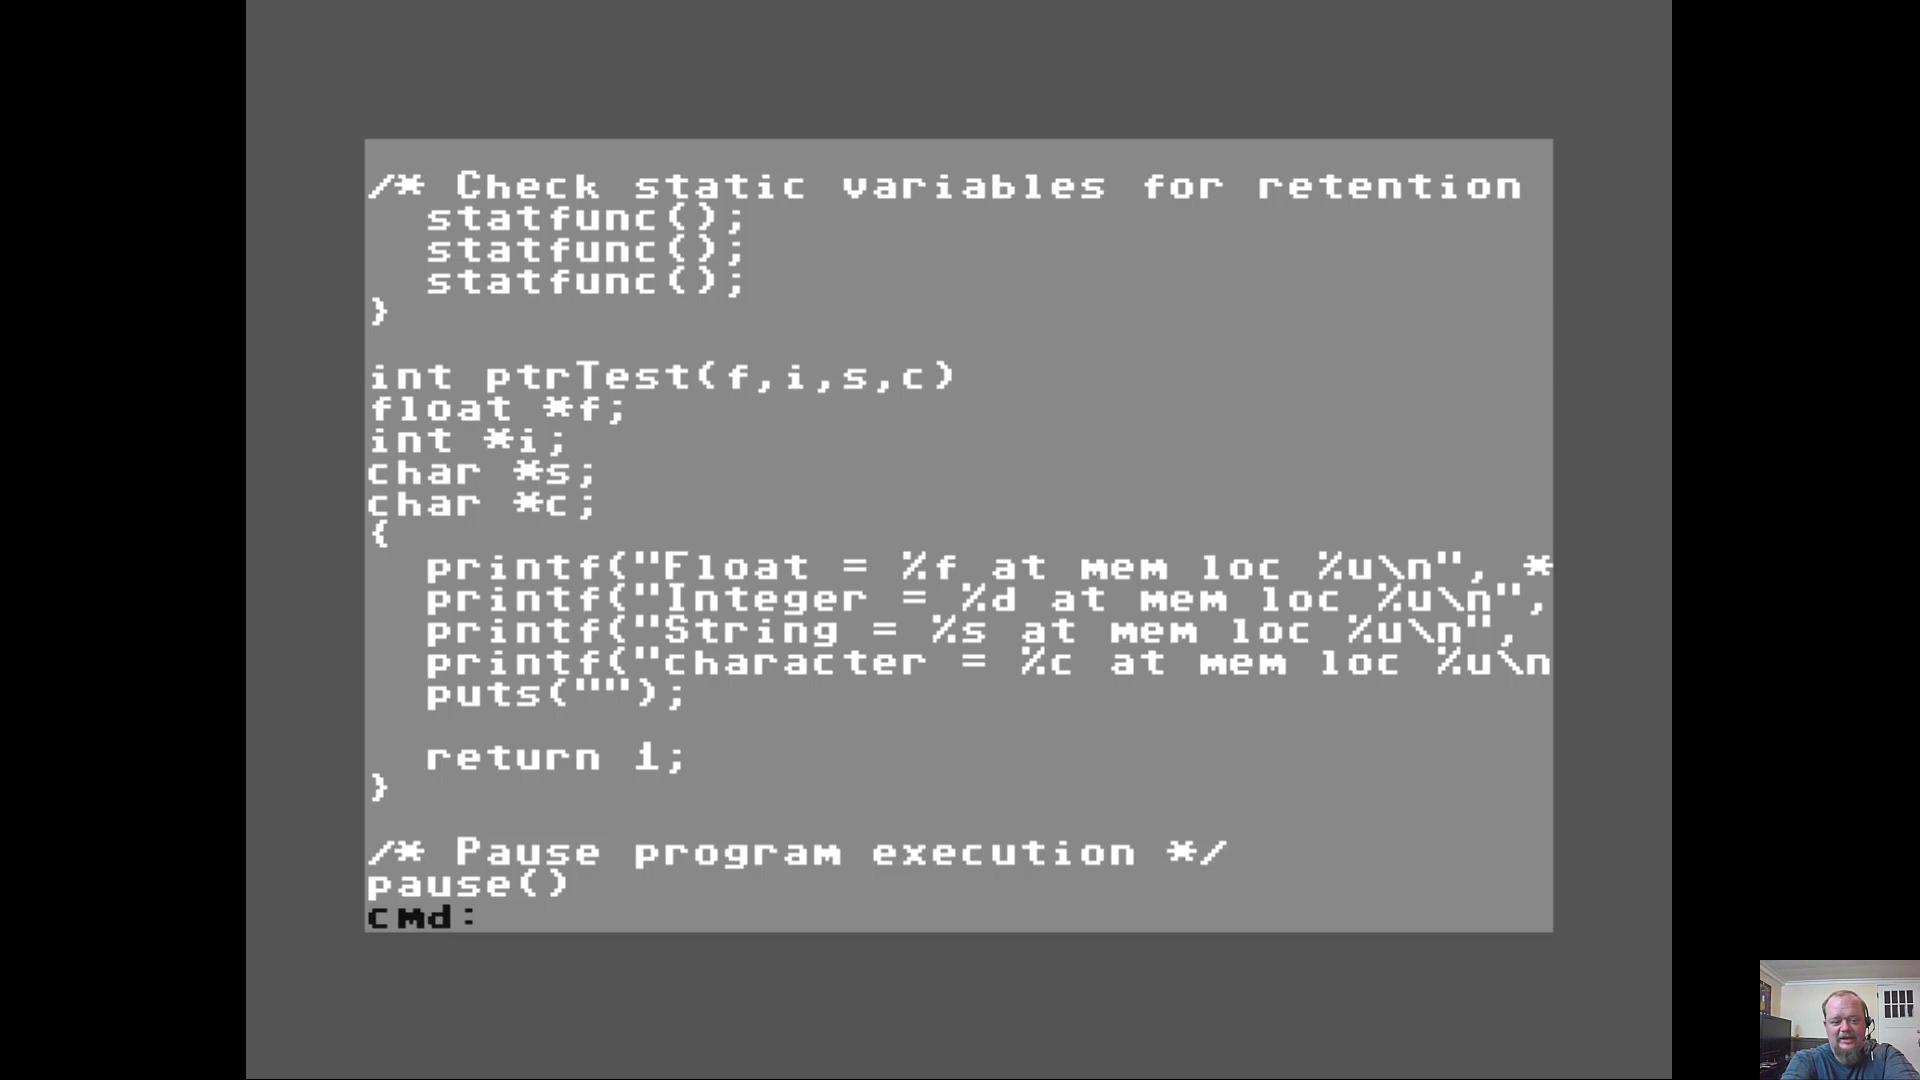 /* Check static variables for retention
statfunc();
statfunc();
statfunc();
}
int ptrTest(f,i,s,c)
float *f;
int *i;
char *s;
char *c;
{
printf("Float = %f at mem loc %u\n", *
printf("Integer = %d at mem loc %u\n",
printf("String = %s at mem loc %u\n",
printf("character = %c at mem loc %u\n
puts("");
return 1;
}
/* Pause program execution */
pause()
cmd: